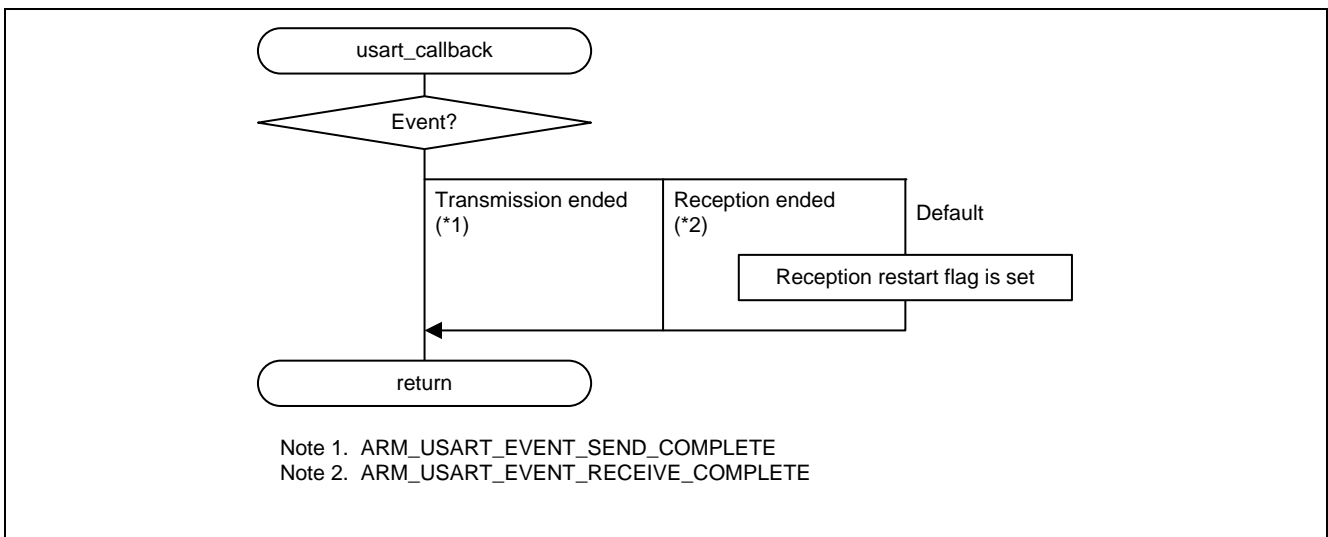 usart_callback
Event?
Transmission ended
(*1)
Reception ended
(*2)
Default
Reception restart flag is set
return
Note 1. ARM_USART_EVENT_SEND_COMPLETE
Note 2. ARM_USART_EVENT_RECEIVE_COMPLETE